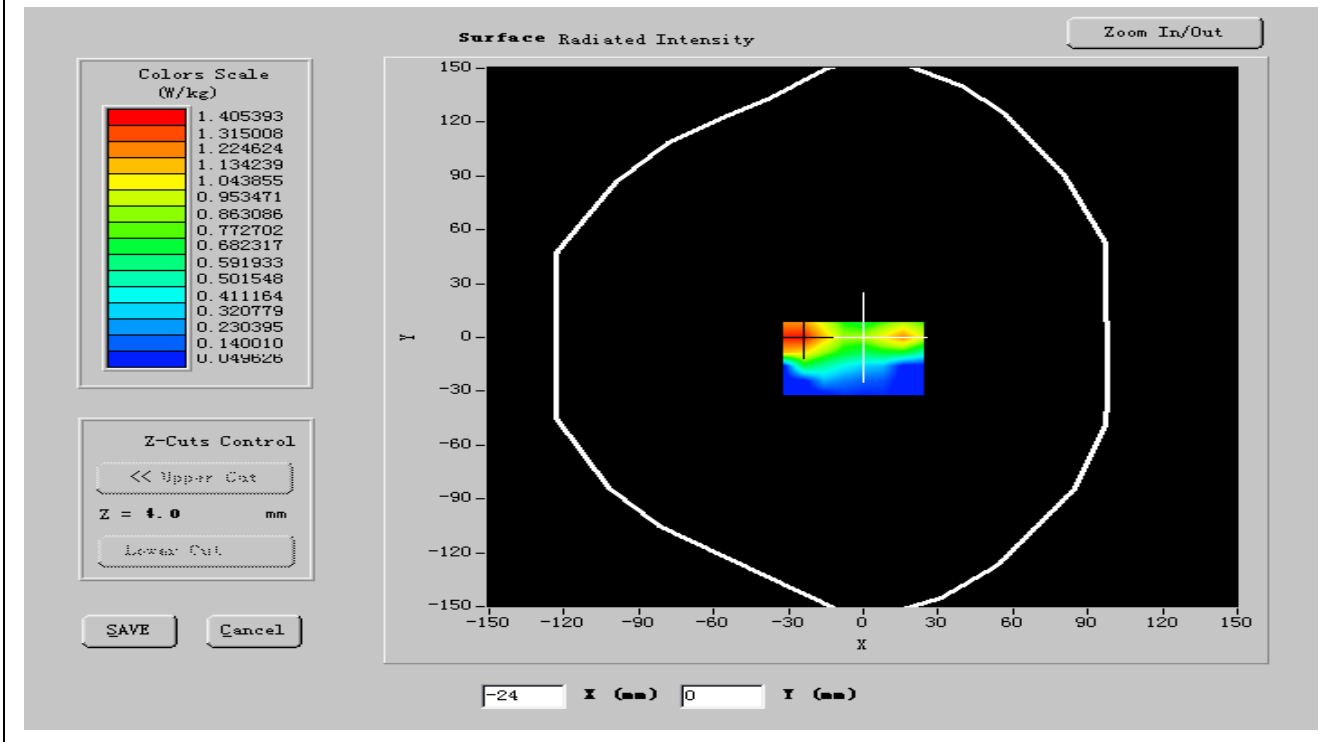 Surface Radiated Intensity
Zoom In/Out
Colors Scale
(W/kg)
1.405393
1.315008
1.224624
1.134239
1.043855
0.953471
0.863086
0.772702
0.682317
0.591933
0.501548
0.411164
0.320779
0.230395
0.140010
0.049626
Z-Cuts Control
<< Upper Cut
Z = 4.0 mm
Lower Cut
SAVE Cancel
150
120
90
60
30
0
-30
-60
-90
-120
-150
Y
-150 -120 -90 -60 -30 0 30 60 90 120 150
X
-24 X (mm) 0 Y (mm)